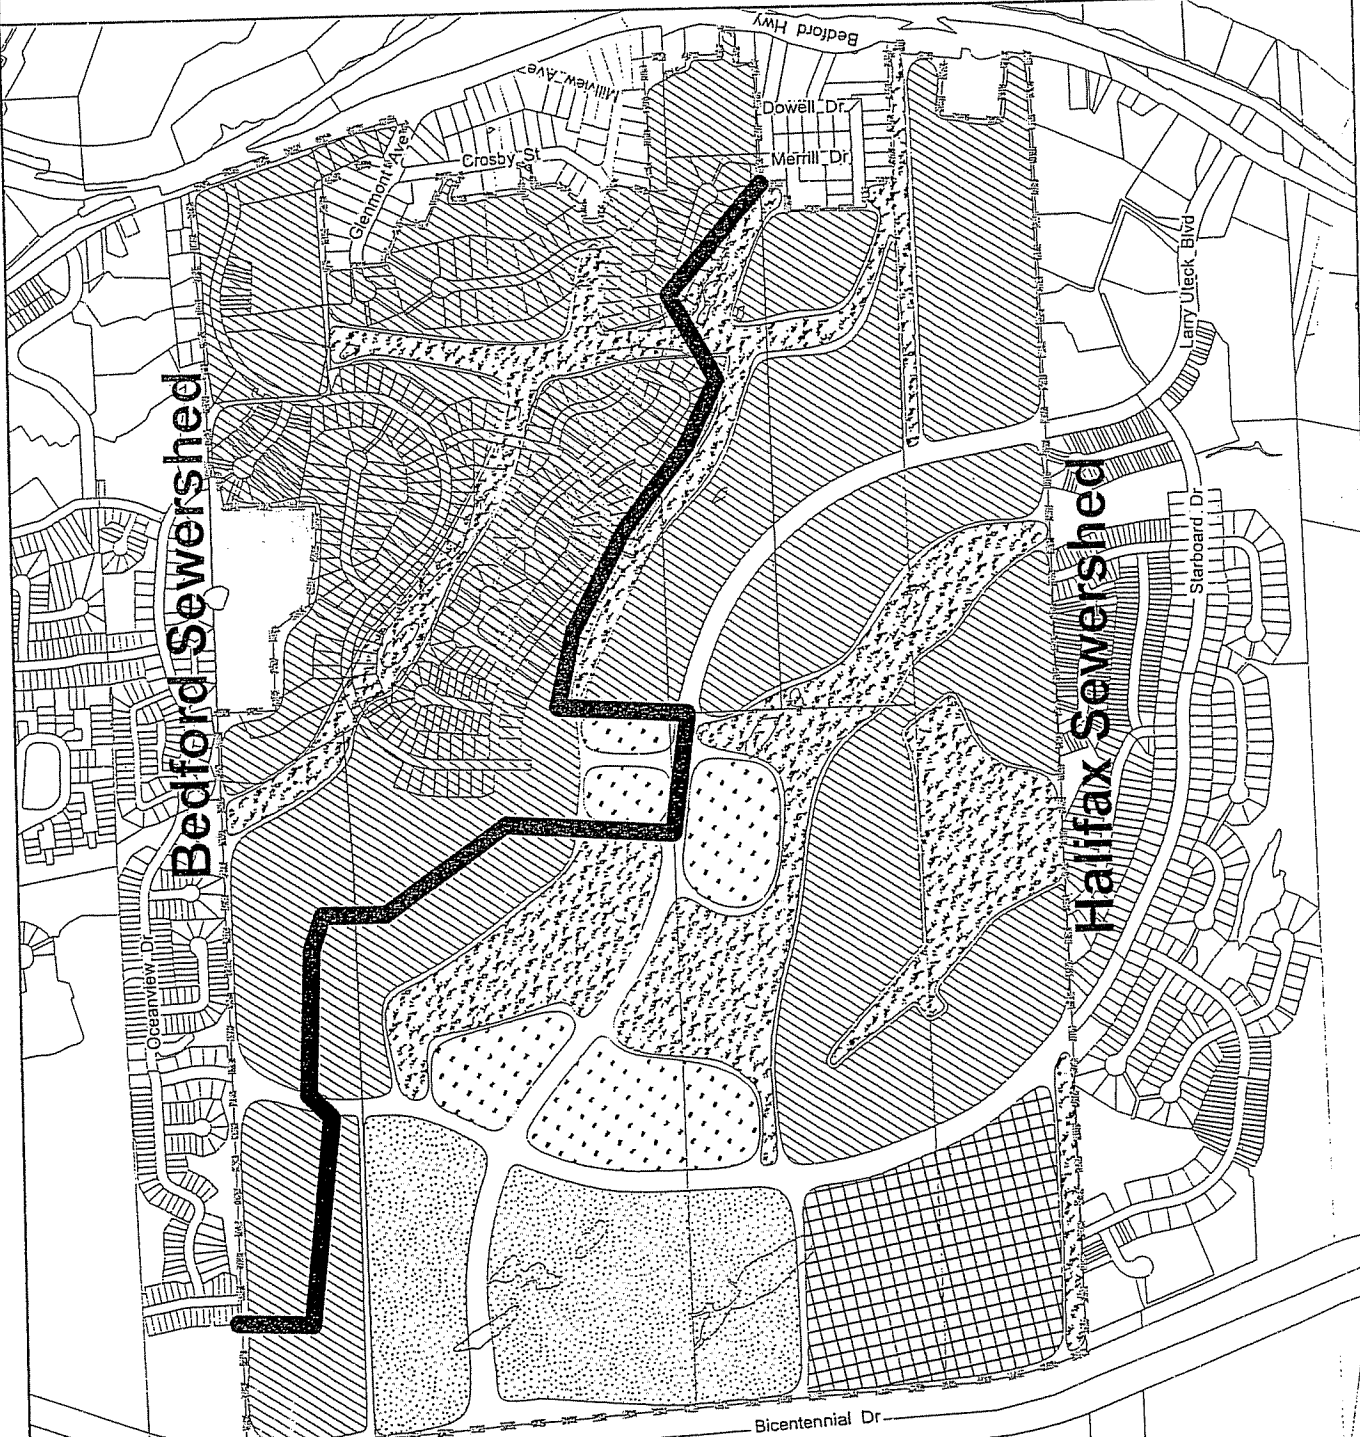 Bedford Hwy
Millview Ave
Dowell Dr
Crosby St
Merrill Dr
Glenmont Ave
Larry Uteck Blvd
Bedford Sewershed
Halifax Sewershed
Starboard Dr
Oceanview Dr
Bicentennial Dr